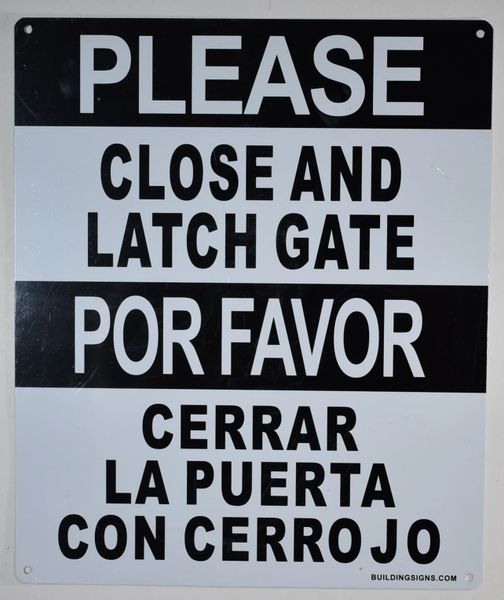 PLEASE
CLOSE AND
LATCH GATE
POR FAVOR
CERRAR
LA PUERTA
CON CERROJO
BUILDINGSIGNS.COM